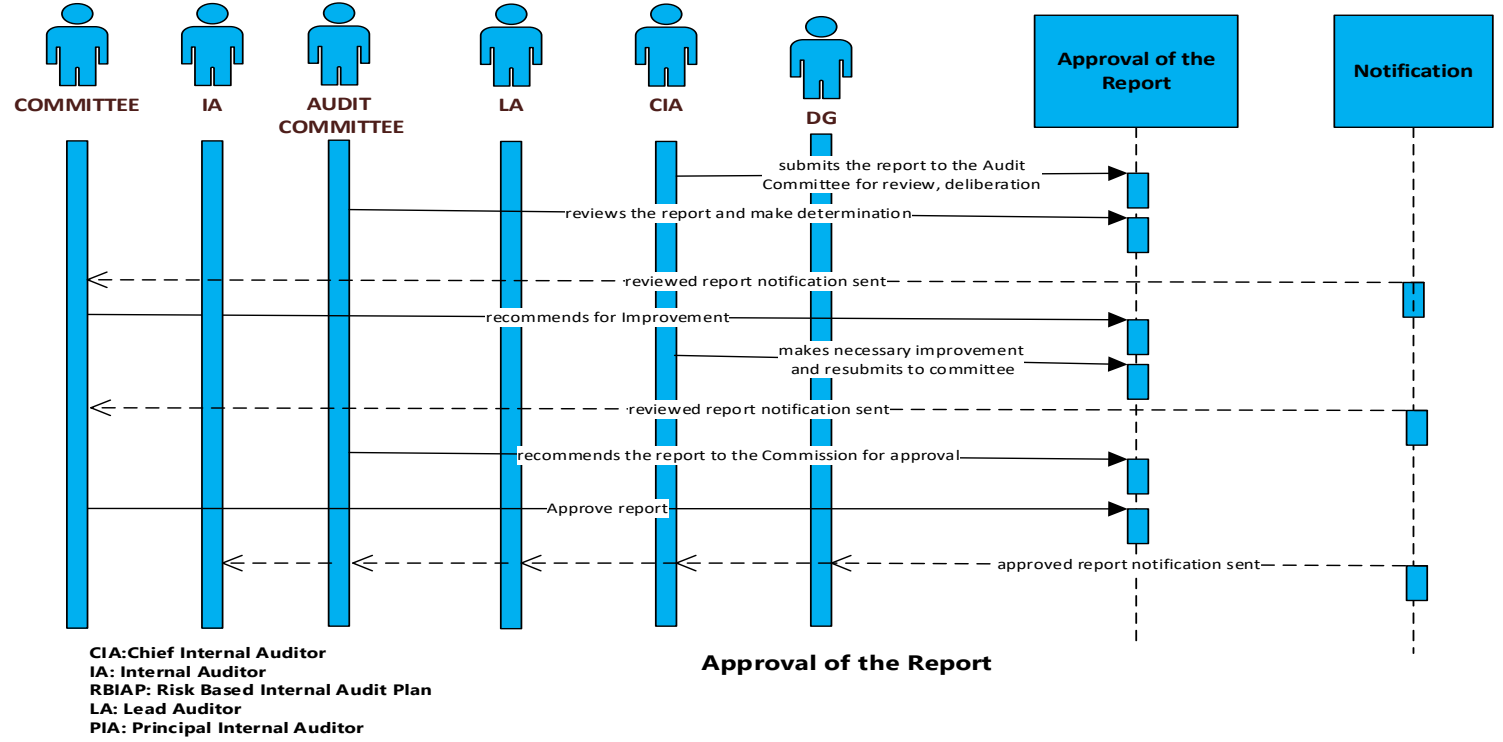 COMMITTEE
IA
AUDIT
COMMITTEE
LA
CIA
DG
Approval of the
Report
Notification
submits the report to the Audit
Committee for review, deliberation
reviews the report and make determination
reviewed report notification sent
recommends for Improvement
makes necessary improvement
and resubmits to committee
reviewed report notification sent
recommends the report to the Commission for approval
Approve report
approved report notification sent
CIA:Chief Internal Auditor
IA: Internal Auditor
RBIAP: Risk Based Internal Audit Plan
LA: Lead Auditor
PIA: Principal Internal Auditor
Approval of the Report